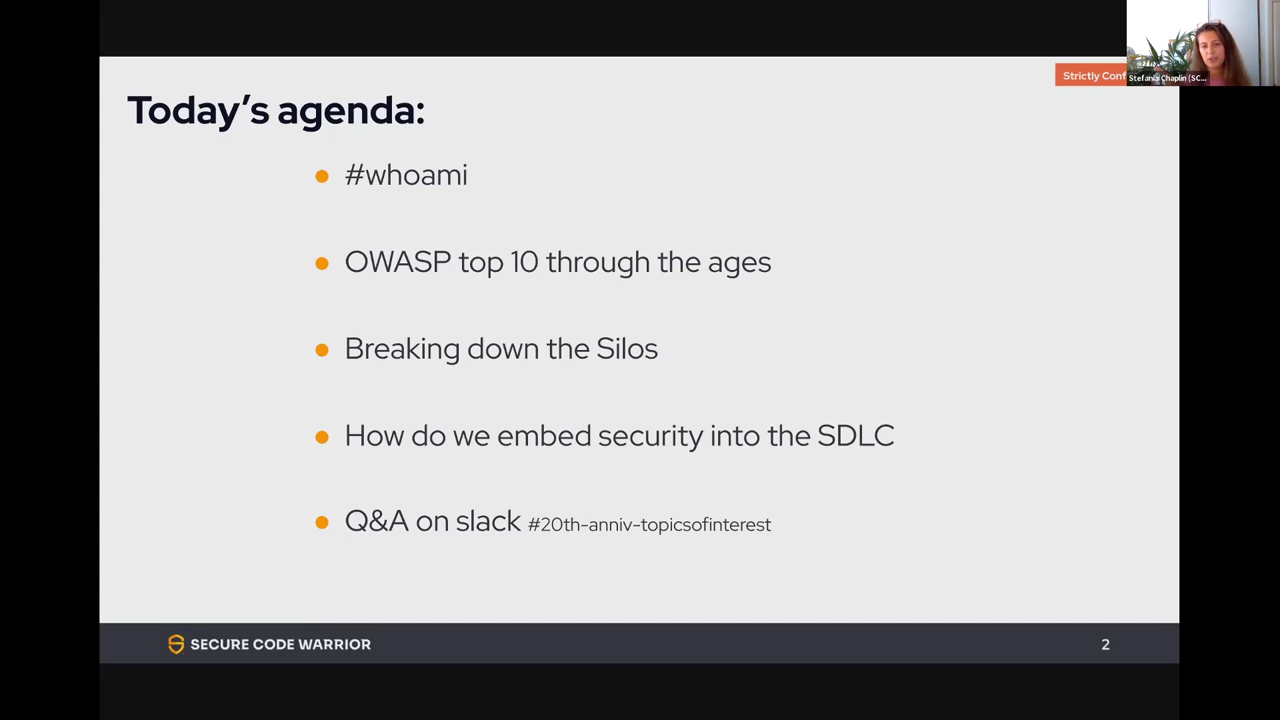 Strictly Conf
Stefania Chaplin (SC...
Today's agenda:
#whoami
OWASP top 10 through the ages
Breaking down the Silos
How do we embed security into the SDLC
Q&A on slack #20th-anniv-topicsofinterest
SECURE CODE WARRIOR
2